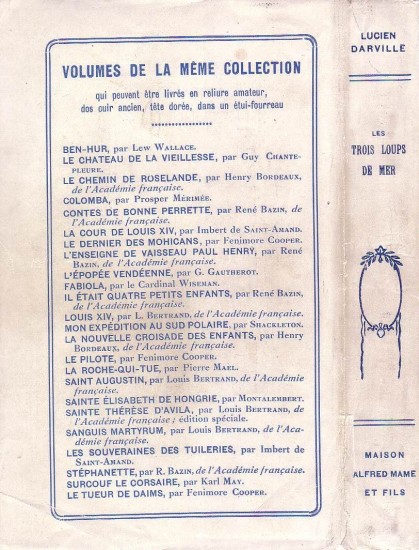 VOLUMES DE LA MÊME COLLECTION
qui peuvent être livrés en reliure amateur,
dos cuir ancien, tête dorée, dans un étui-fourreau
BEN-HUR, par Lew WALLACE.
LE CHATEAU DE LA VIEILLESSE, par Guy CHANTE-
PLEURE.
LE CHEMIN DE ROSELANDE, par Henry BORDEAUX,
de l'Académie française.
COLOMBA, par Prosper MÉRIMÉE.
CONTES DE BONNE PERRETTE, par René BAZIN, de
l'Académie française.
LA COUR DE LOUIS XIV, par Imbert de SAINT-AMAND.
LE DERNIER DES MOHICANS, par Fenimore COOPER.
L'ENSEIGNE DE VAISSEAU PAUL HENRY, par René
BAZIN, de l'Académie française.
L'ÉPOPÉE VENDÉENNE, par G. GAUTHEROT.
FABIOLA, par le Cardinal WISEMAN.
IL ÉTAIT QUATRE PETITS ENFANTS, par René BAZIN,
de l'Académie française.
LOUIS XIV, par L. BERTRAND, de l'Académie française.
MON EXPÉDITION AU SUD POLAIRE, par SHACKLETON.
LA NOUVELLE CROISADE DES ENFANTS, par Henry
BORDEAUX, de l'Académie française.
LE PILOTE, par Fenimore COOPER.
LA ROCHE-QUI-TUE, par Pierre MAEL.
SAINT AUGUSTIN, par Louis BERTRAND, de l'Académie
française.
SAINTE ÉLISABETH DE HONGRIE, par MONTALEMBERT.
SAINTE THÉRÈSE D'AVILA, par Louis BERTRAND, de
l'Académie française; édition spéciale.
SANGUIS MARTYRUM, par Louis BERTRAND, de l'Aca-
démie française.
LES SOUVERAINES DES TUILERIES, par Imbert de
SAINT-AMAND.
STÉPHANETTE, par R. BAZIN, de l'Académie française.
SURCOUF LE CORSAIRE, par Karl MAY.
LE TUEUR DE DAIMS, par Fenimore COOPER.
LUCIEN
DARVILLE
LES
TROIS LOUPS
DE MER
MAISON
ALFRED MAME
ET FILS